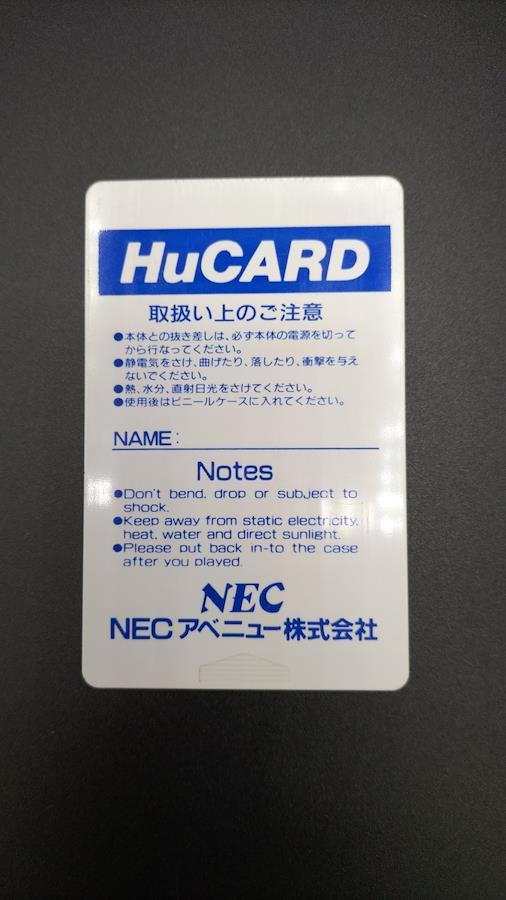 HuCARD
取扱い上のご注意
●本体との抜き差しは、必ず本体の電源を切って
から行なってください。
●静電気をさけ、曲げたり、落したり、衝撃を与え
ないでください。
●熱、水分、直射日光をさけてください。
●使用後はビニールケースに入れてください。
NAME:
Notes
●Don't bend, drop or subject to
shock.
●Keep away from static electricity,
heat, water and direct sunlight.
●Please put back in-to the case
after you played.
NEC
NECアベニュー株式会社